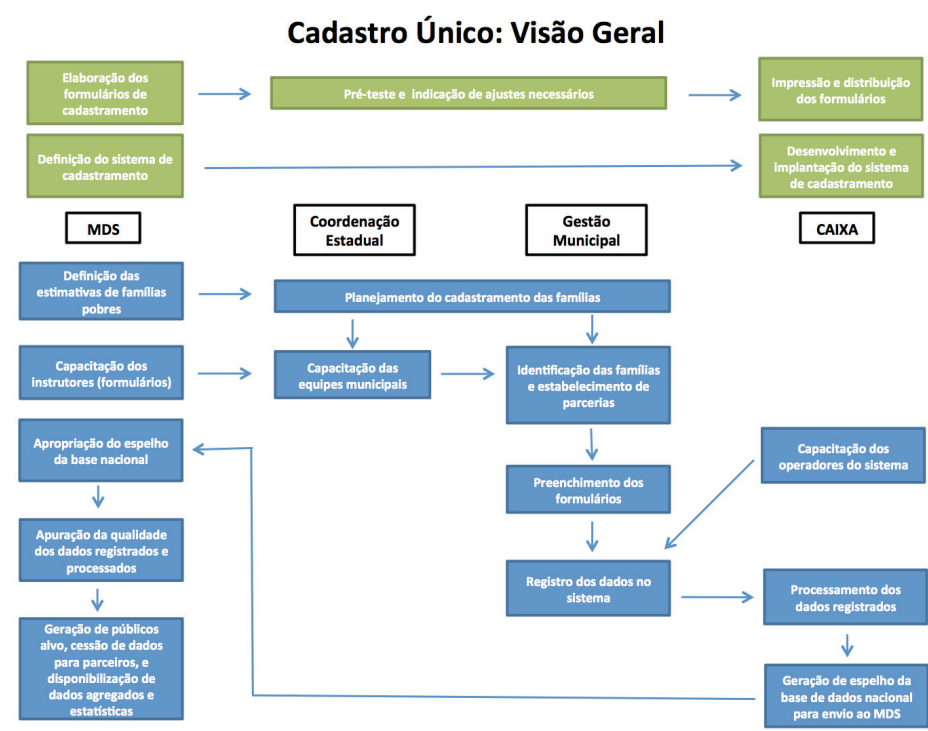 Cadastro Único: Visão Geral
Elaboração dos
formulários de
cadastramento
Pré-teste e indicação de ajustes necessários
Impressão e distribuição
dos formulários
Definição do sistema de
cadastramento
Desenvolvimento e
implantação do sistema
de cadastramento
MDS
Coordenação
Estadual
Gestão
Municipal
CAIXA
Definição das
estimativas de famílias
pobres
Planejamento do cadastramento das famílias
Capacitação dos
instrutores (formulários)
Capacitação das
equipes municipais
Identificação das famílias
e estabelecimento de
parcerias
Apropriação do espelho
da base nacional
Preenchimento dos
formulários
Capacitação dos
operadores do sistema
Apuração da qualidade
dos dados registrados e
processados
Registro dos dados no
sistema
Processamento dos
dados registrados
Geração de públicos
alvo, cessão de dados
para parceiros, e
disponibilização de
dados agregados e
estatísticas
Geração de espelho da
base de dados nacional
para envio ao MDS